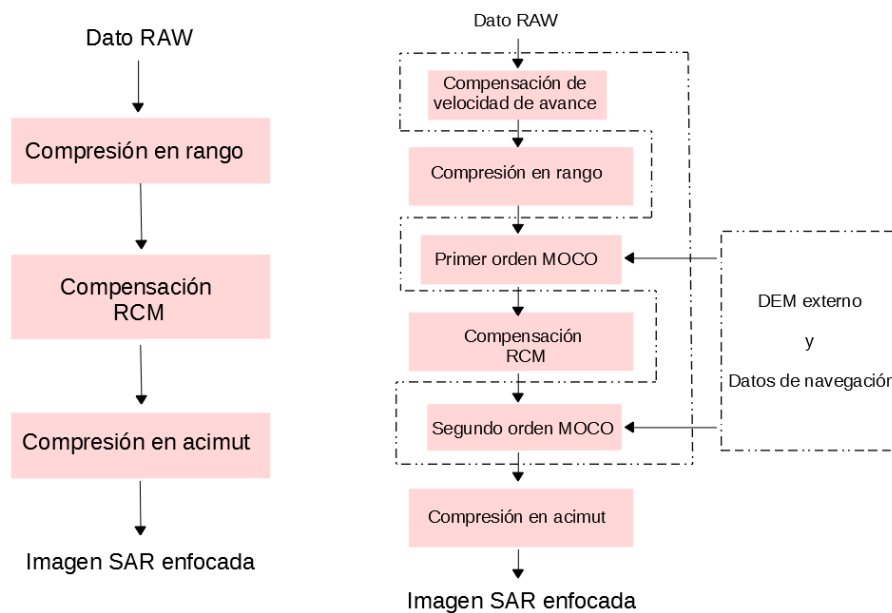 Dato RAW
Compresión en rango
Compensación
RCM
Compresión en acimut
Imagen SAR enfocada
Dato RAW
Compensación de
velocidad de avance
Compresión en rango
Primer orden MOCO
Compensación
RCM
Segundo orden MOCO
Compresión en acimut
Imagen SAR enfocada
DEM externo
y
Datos de navegación